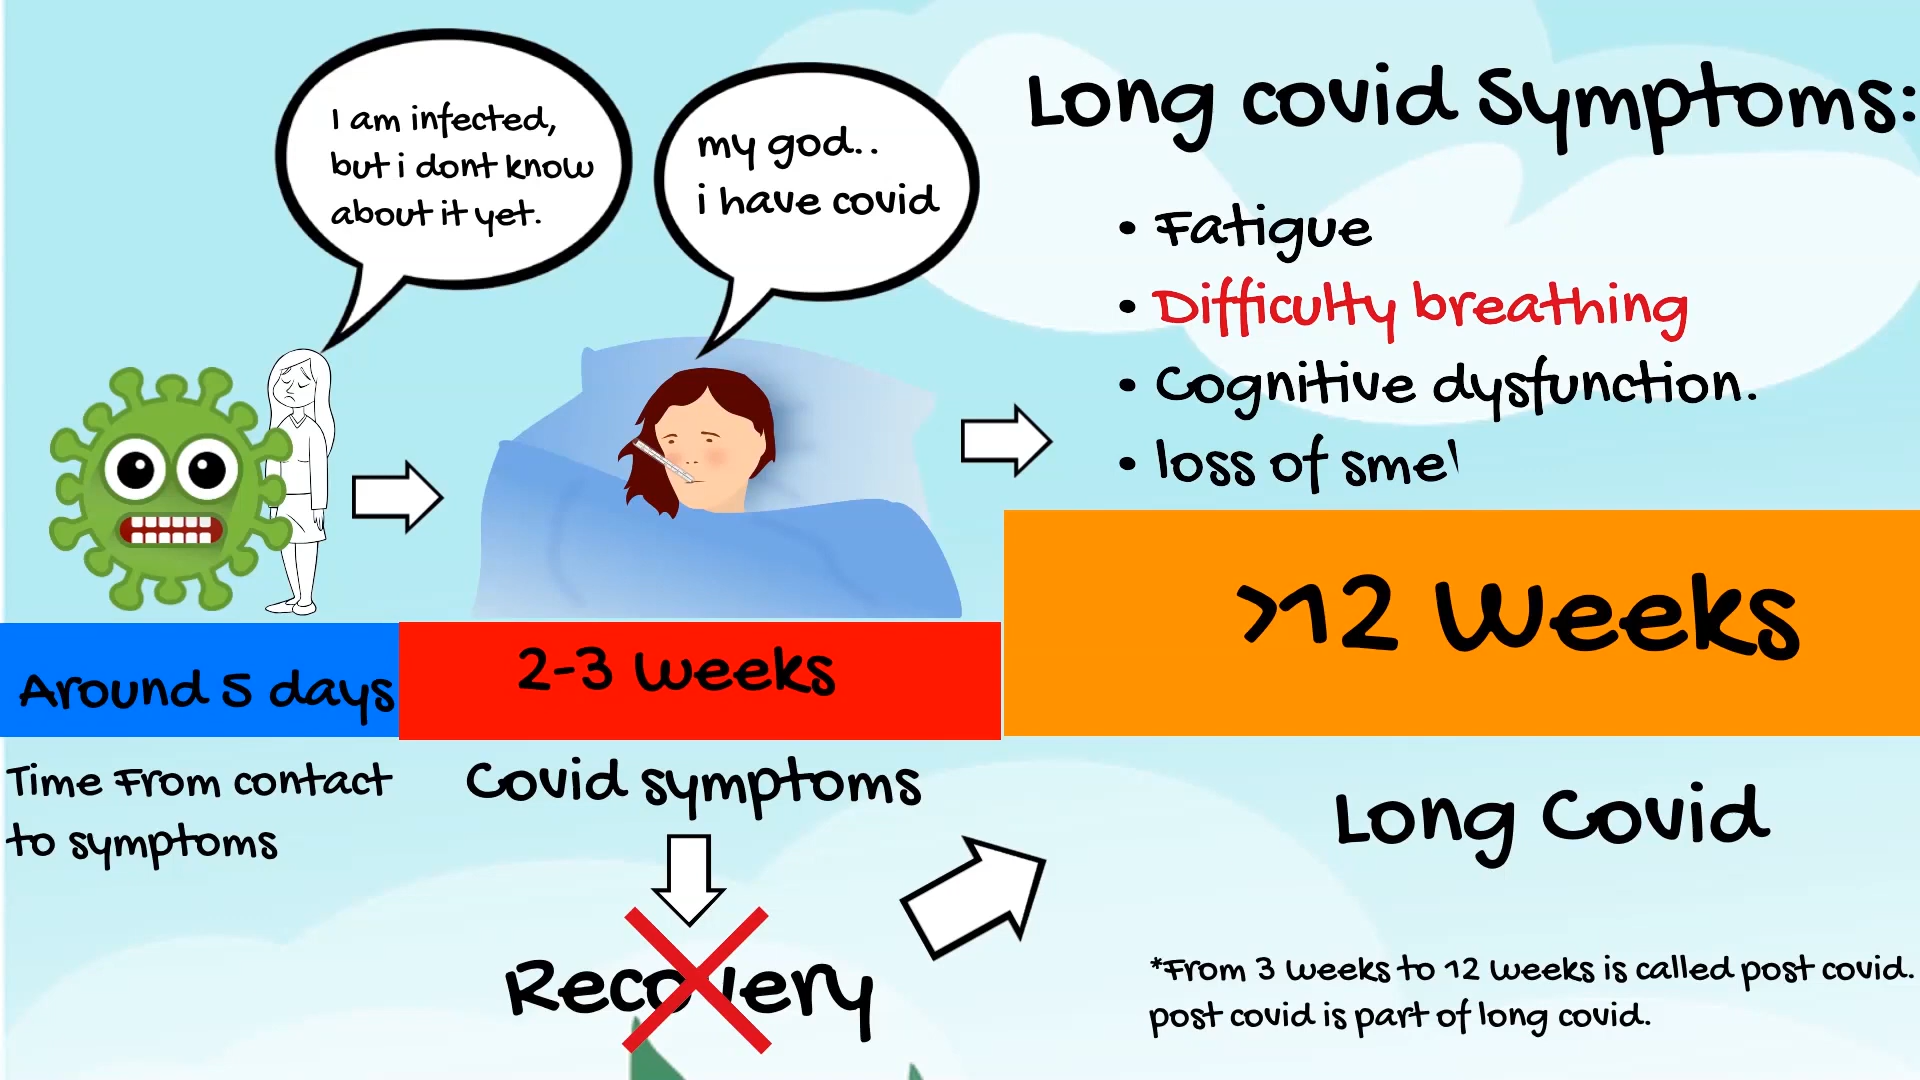 I am infected,
but i dont know
about it yet.
my god..
i have covid
Long covid Symptoms:
• Fatigue
• Difficulty breathing
• Cognitive dysfunction.
• loss of
>12 Weeks
Around 5 days
2-3 weeks
Time From contact
to symptoms
Covid symptoms
Long Covid
Recovery
*From 3 weeks to 12 weeks is called post covid.
post covid is part of long covid.